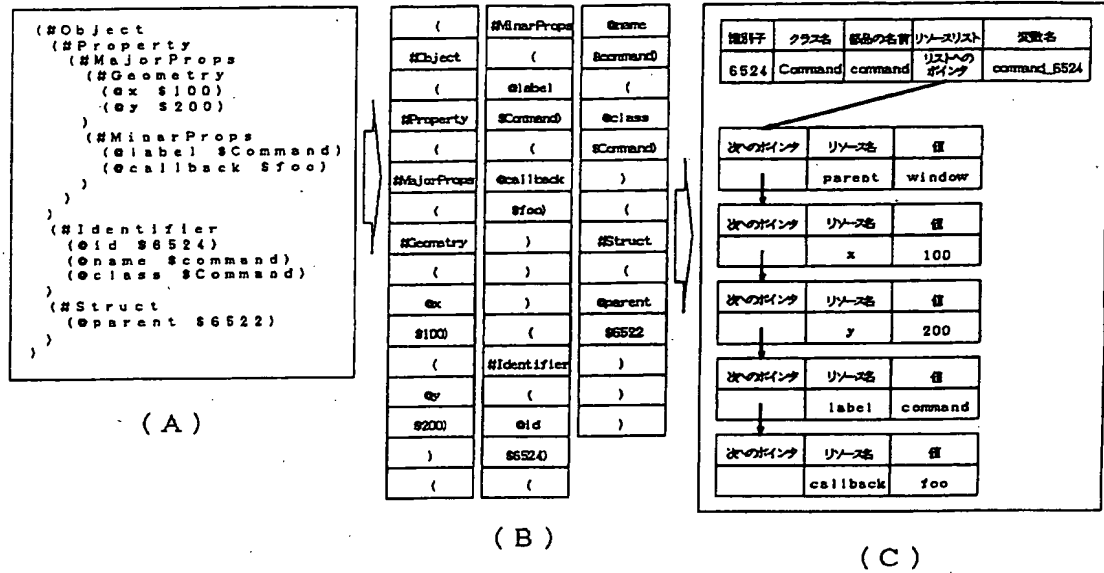 (#Object
(#Property
(#MajorProps
(#Geometry
(@x $100)
(@y $200)
)
(#MinarProps
(@label $Command)
(@callback $foo)
)
)
)
(#Identifier
(@id $6524)
(@name $command)
(@class $Command)
)
(#Struct
(@parent $6522)
)
)
(A)
(
#Object
(
#Property
(
#MajorProps
(
#Geometry
(
@x
$100)
(
@y
$200)
)
(
#MinarProps
(
@label
$Command)
(
@callback
$foo)
)
)
)
(
#Identifier
(
@id
$6524)
(
@name
$command)
(
@class
$Command)
)
(
#Struct
(
@parent
$6522
)
)
)
(B)
識別子 クラス名 部品の名前 リソースリスト 変数名
6524 Command command リストへの ポインタ command_6524
次へのポインタ リソース名 値
parent window
次へのポインタ リソース名 値
x 100
次へのポインタ リソース名 値
y 200
次へのポインタ リソース名 値
label command
次へのポインタ リソース名 値
callback foo
(C)